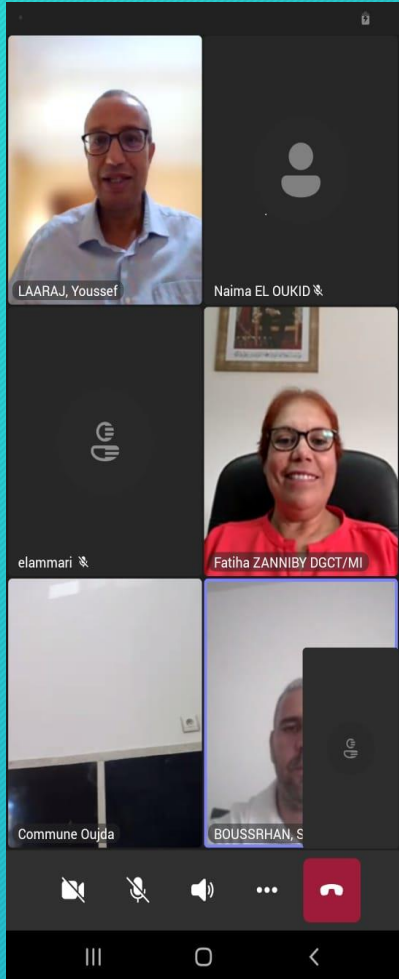 LAARAJ, Youssef
Naima EL OUKID
elammari
Fatiha ZANNIBY DGCT/MI
Commune Oujda
BOUSSRHAN, S